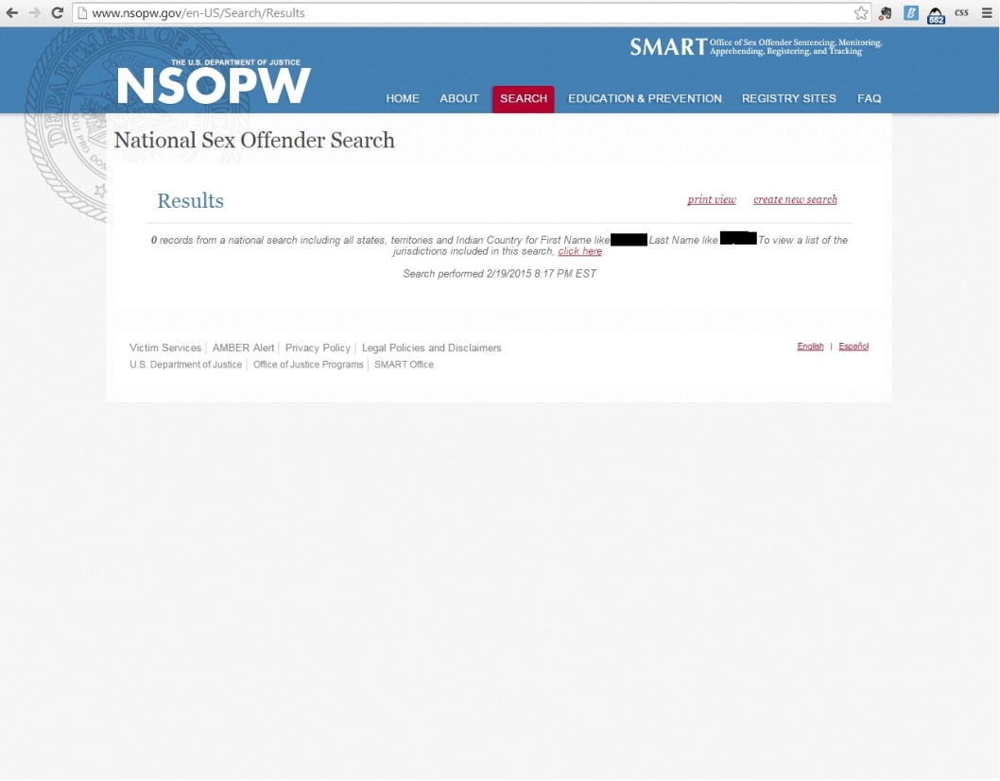 www.nsopw.gov/en-US/Search/Results
552
css
SMART Office of Sex Offender Sentencing, Monitoring,
Apprehending, Registering, and Tracking
THE U.S. DEPARTMENT OF JUSTICE
NSOPW
HOME ABOUT SEARCH EDUCATION & PREVENTION REGISTRY SITES FAQ
National Sex Offender Search
Results
print view create new search
0 records from a national search including all states, territories and Indian Country for First Name like Last Name like To view a list of the
jurisdictions included in this search, click here.
Search performed 2/19/2015 8:17 PM EST
Victim Services | AMBER Alert | Privacy Policy | Legal Policies and Disclaimers
English | Español
U.S. Department of Justice | Office of Justice Programs | SMART Office